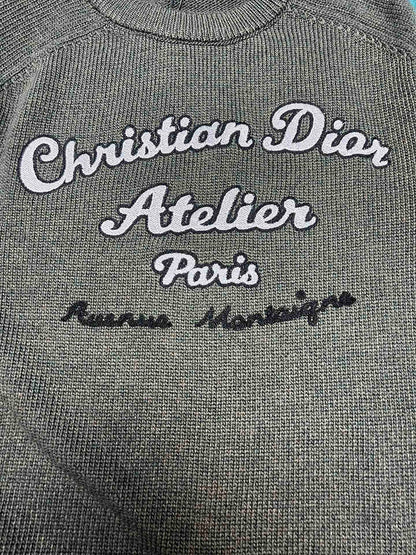 Christian Dior
Atelier
Paris
Avenue Montaigne